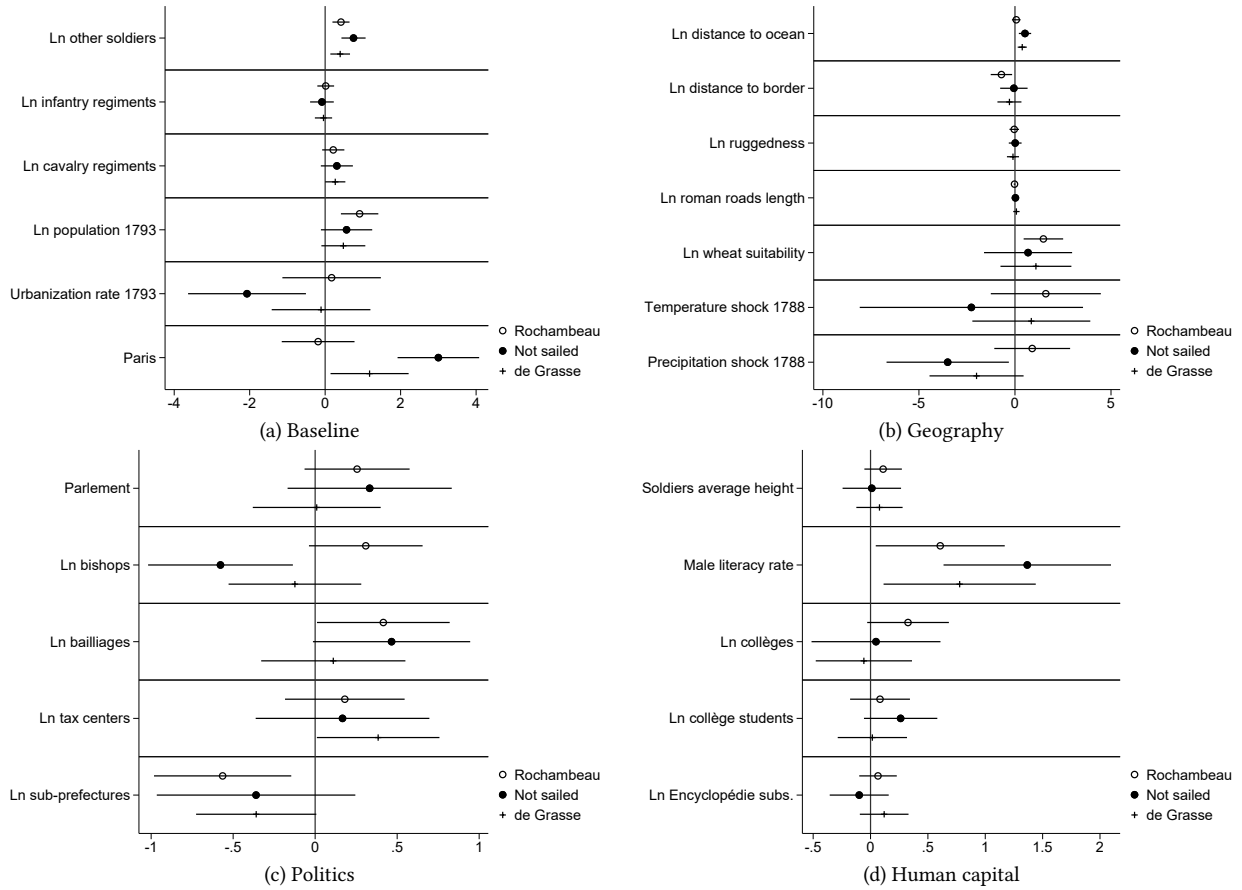 Ln other soldiers
Ln infantry regiments
Ln cavalry regiments
Ln population 1793
Urbanization rate 1793
Paris
Rochambeau
Not sailed
de Grasse
-4 -2 0 2 4
(a) Baseline
Ln distance to ocean
Ln distance to border
Ln ruggedness
Ln roman roads length
Ln wheat suitability
Temperature shock 1788
Precipitation shock 1788
Rochambeau
Not sailed
de Grasse
-10 -5 0 5
(b) Geography
Parlement
Ln bishops
Ln bailliages
Ln tax centers
Ln sub-prefectures
Rochambeau
Not sailed
de Grasse
-1 -.5 0 .5 1
(c) Politics
Soldiers average height
Male literacy rate
Ln collèges
Ln collège students
Ln Encyclopédie subs.
Rochambeau
Not sailed
de Grasse
-.5 0 .5 1 1.5 2
(d) Human capital